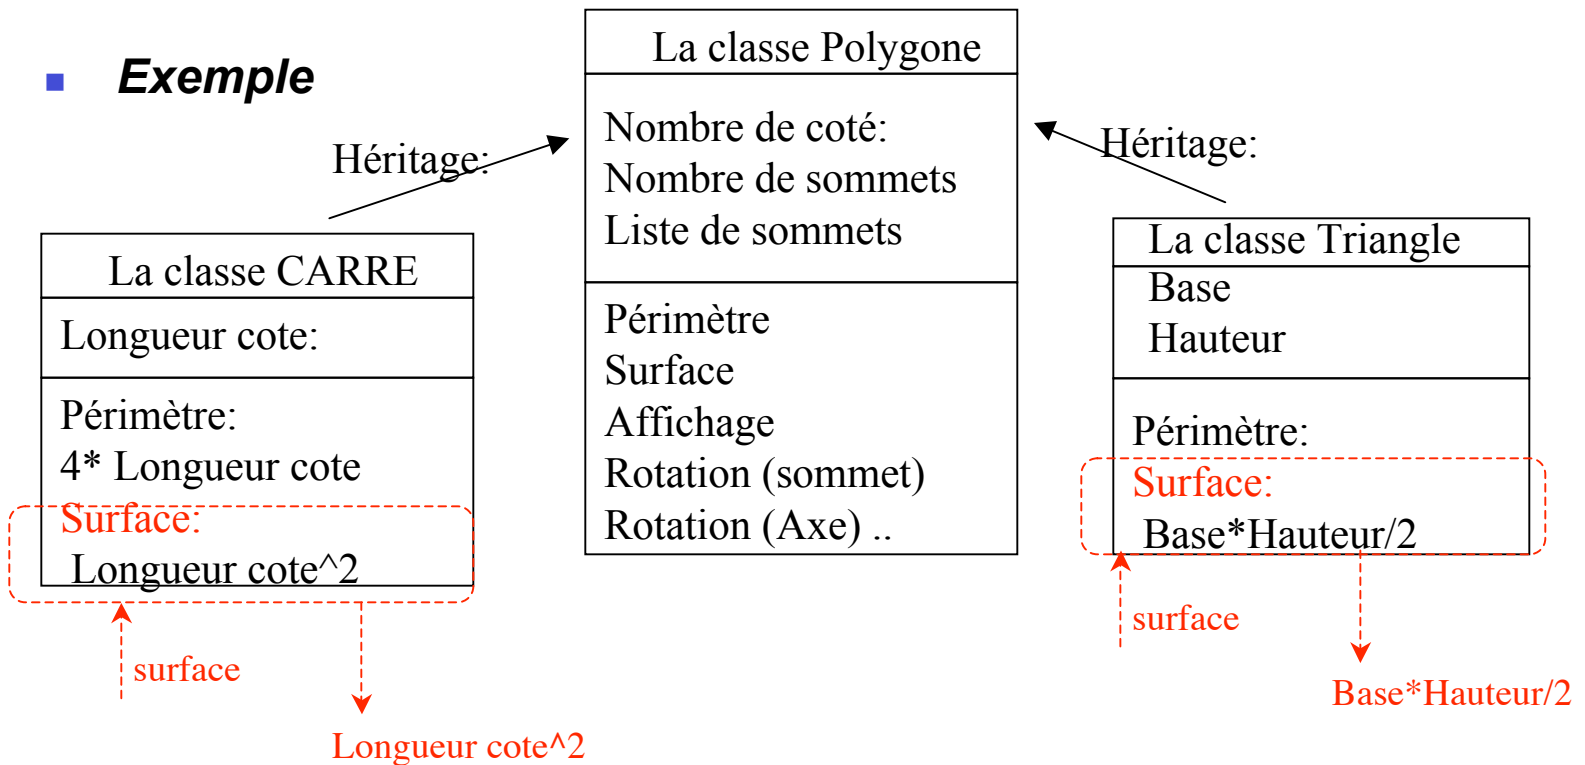 Exemple
La classe Polygone
Nombre de coté:
Nombre de sommets
Liste de sommets
Périmètre
Surface
Affichage
Rotation (sommet)
Rotation (Axe) ..
Héritage:
Héritage:
La classe CARRE
Longueur cote:
Périmètre:
4* Longueur cote
Surface:
Longueur cote^2
surface
Longueur cote^2
La classe Triangle
Base
Hauteur
Périmètre:
Surface:
Base*Hauteur/2
surface
Base*Hauteur/2